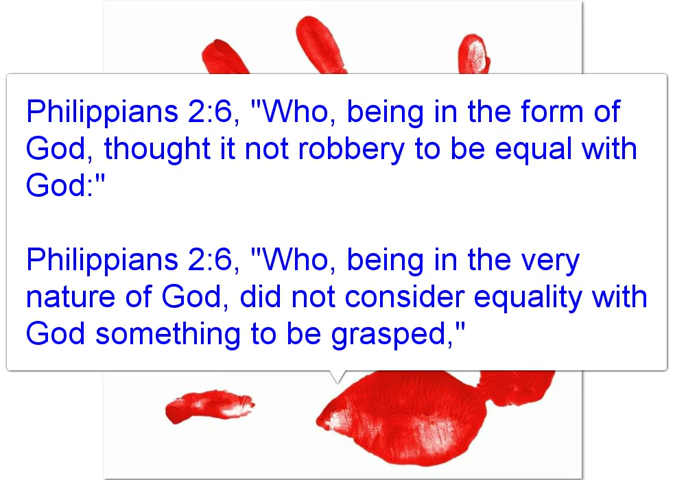 Philippians 2:6, "Who, being in the form of
God, thought it not robbery to be equal with
God:"
Philippians 2:6, "Who, being in the very
nature of God, did not consider equality with
God something to be grasped,"